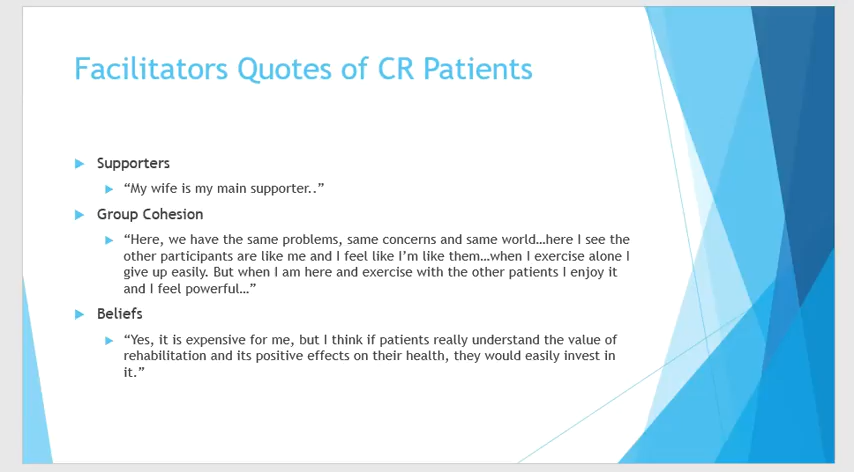 Facilitators Quotes of CR Patients
Supporters
“My wife is my main supporter..”
Group Cohesion
“Here, we have the same problems, same concerns and same world…here I see the
other participants are like me and I feel like I’m like them…when I exercise alone I
give up easily. But when I am here and exercise with the other patients I enjoy it
and I feel powerful…”
Beliefs
“Yes, it is expensive for me, but I think if patients really understand the value of
rehabilitation and its positive effects on their health, they would easily invest in
it.”